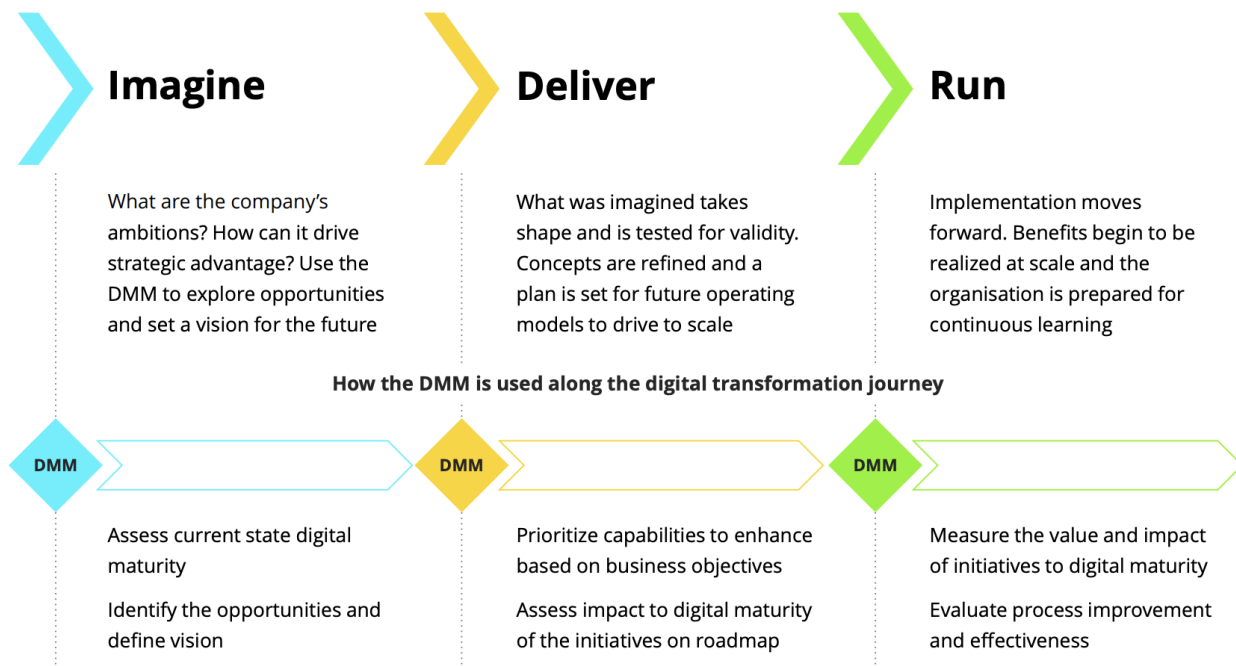 Imagine
What are the company’s
ambitions? How can it drive
strategic advantage? Use the
DMM to explore opportunities
and set a vision for the future
Deliver
What was imagined takes
shape and is tested for validity.
Concepts are refined and a
plan is set for future operating
models to drive to scale
Run
Implementation moves
forward. Benefits begin to be
realized at scale and the
organisation is prepared for
continuous learning
How the DMM is used along the digital transformation journey
DMM
Assess current state digital
maturity
Identify the opportunities and
define vision
DMM
Prioritize capabilities to enhance
based on business objectives
Assess impact to digital maturity
of the initiatives on roadmap
DMM
Measure the value and impact
of initiatives to digital maturity
Evaluate process improvement
and effectiveness